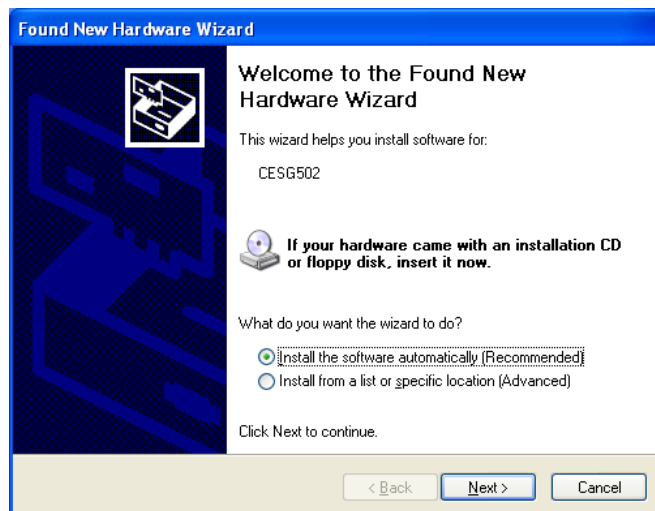 Found New Hardware Wizard
Welcome to the Found New
Hardware Wizard
This wizard helps you install software for:
CESG502
If your hardware came with an installation CD
or floppy disk, insert it now.
What do you want the wizard to do?
Install the software automatically (Recommended)
Install from a list or specific location (Advanced)
Click Next to continue.
< Back
Next >
Cancel